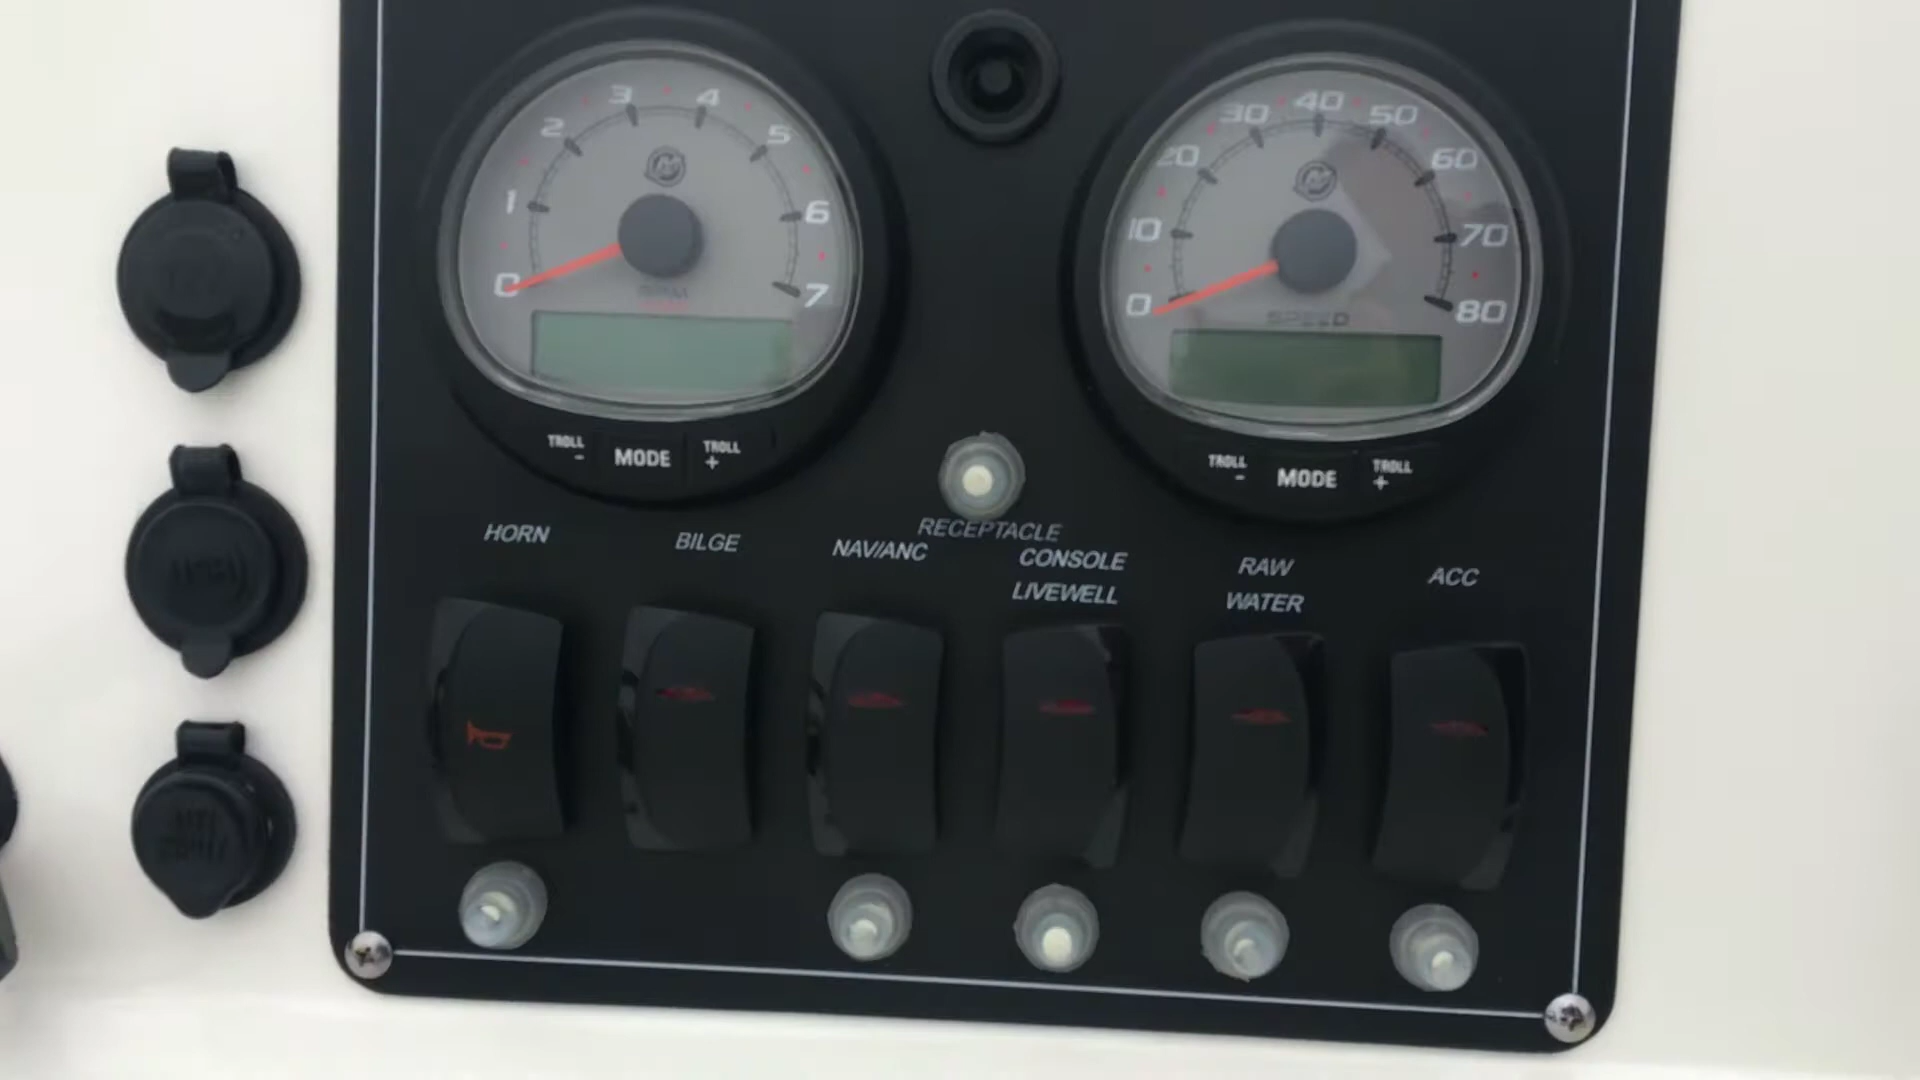 0 1 2 3 4 5 6 7
RPM
TROLL - MODE TROLL +
0 10 20 30 40 50 60 70 80
SPEED
TROLL - MODE TROLL +
RECEPTACLE
HORN
BILGE
NAV/ANC
CONSOLE
LIVEWELL
RAW
WATER
ACC